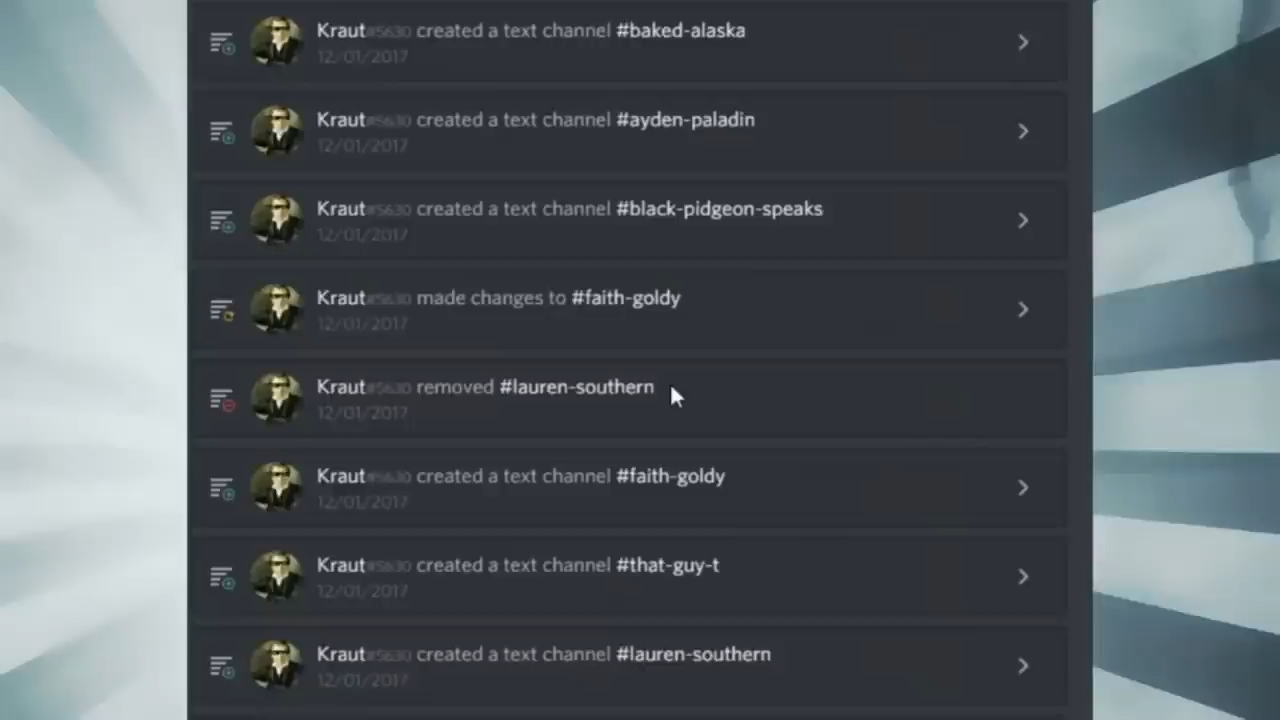 Kraut#5630 created a text channel #baked-alaska
12/01/2017
Kraut#5630 created a text channel #ayden-paladin
12/01/2017
Kraut#5630 created a text channel #black-pidgeon-speaks
12/01/2017
Kraut#5630 made changes to #faith-goldy
12/01/2017
Kraut#5630 removed #lauren-southern
12/01/2017
Kraut#5630 created a text channel #faith-goldy
12/01/2017
Kraut#5630 created a text channel #that-guy-t
12/01/2017
Kraut#5630 created a text channel #lauren-southern
12/01/2017